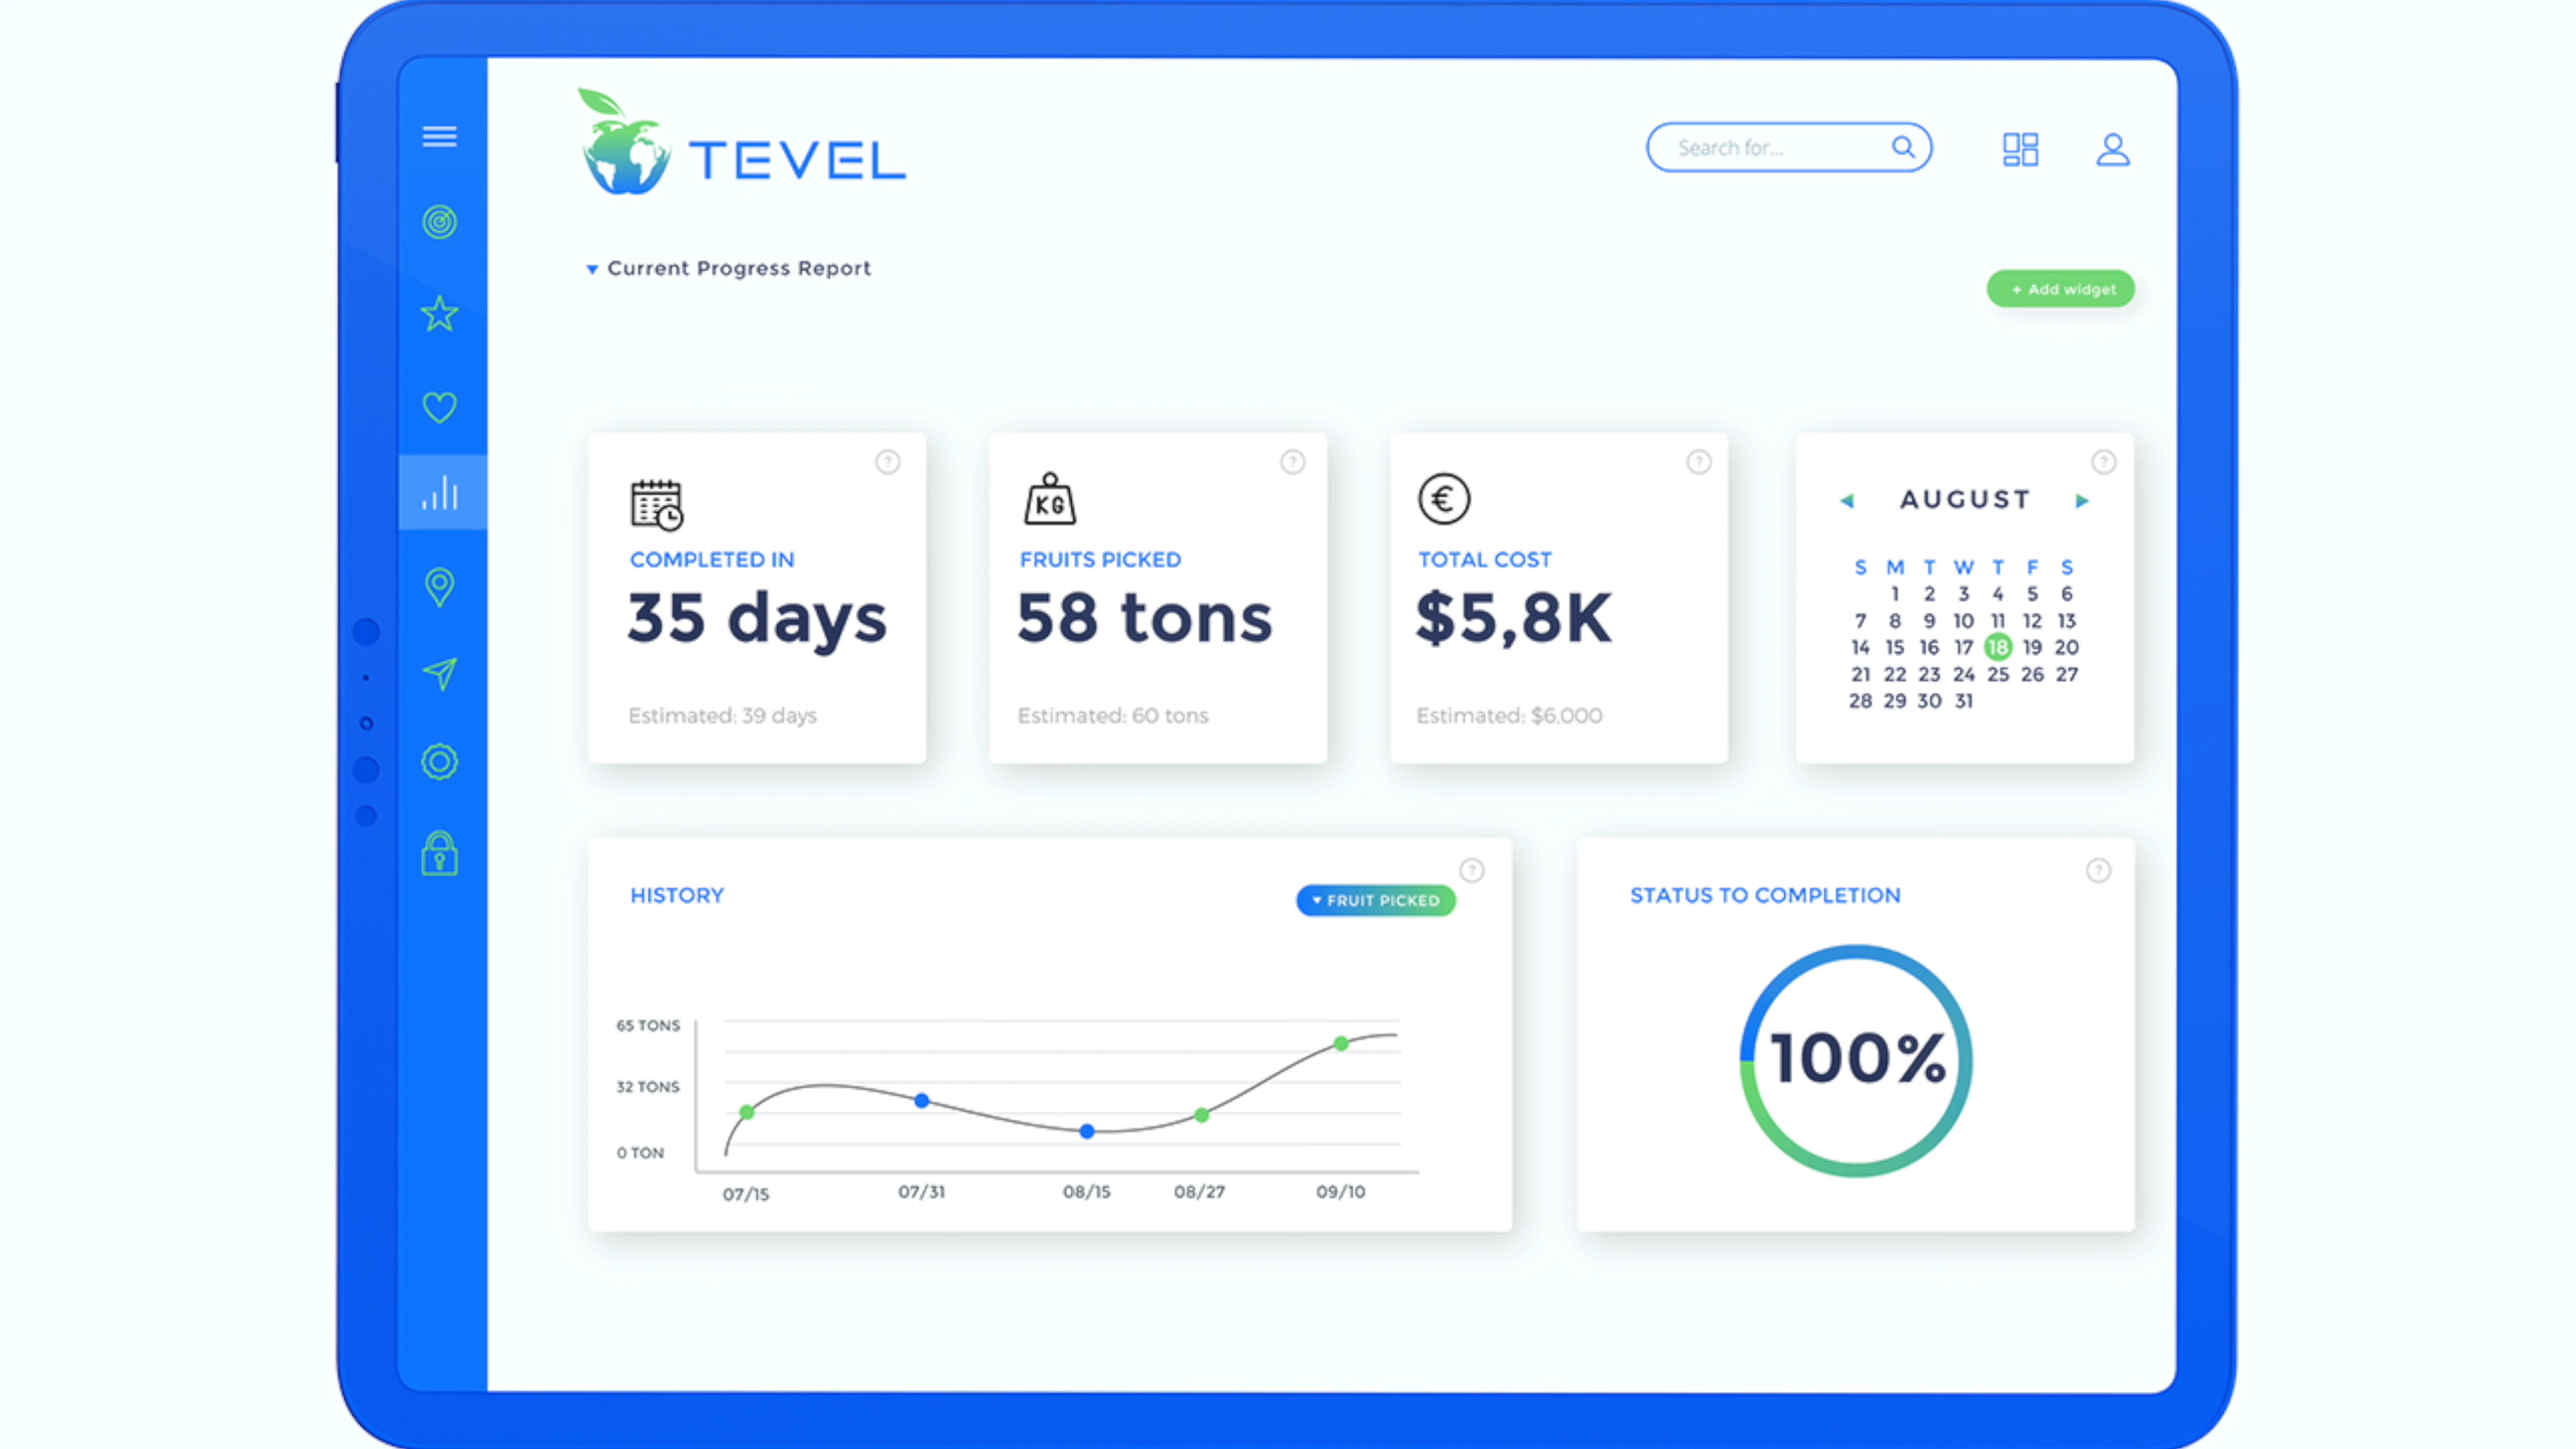 TEVEL
Search for...
Current Progress Report
+ Add widget
?
KG
COMPLETED IN
35 days
Estimated: 39 days
?
FRUITS PICKED
58 tons
Estimated: 60 tons
?
€
TOTAL COST
$5,8K
Estimated: $6,000
?
AUGUST
S M T W T F S
1 2 3 4 5 6
7 8 9 10 11 12 13
14 15 16 17 18 19 20
21 22 23 24 25 26 27
28 29 30 31
?
HISTORY
FRUIT PICKED
65 TONS
32 TONS
0 TON
07/15 07/31 08/15 08/27 09/10
?
STATUS TO COMPLETION
100%